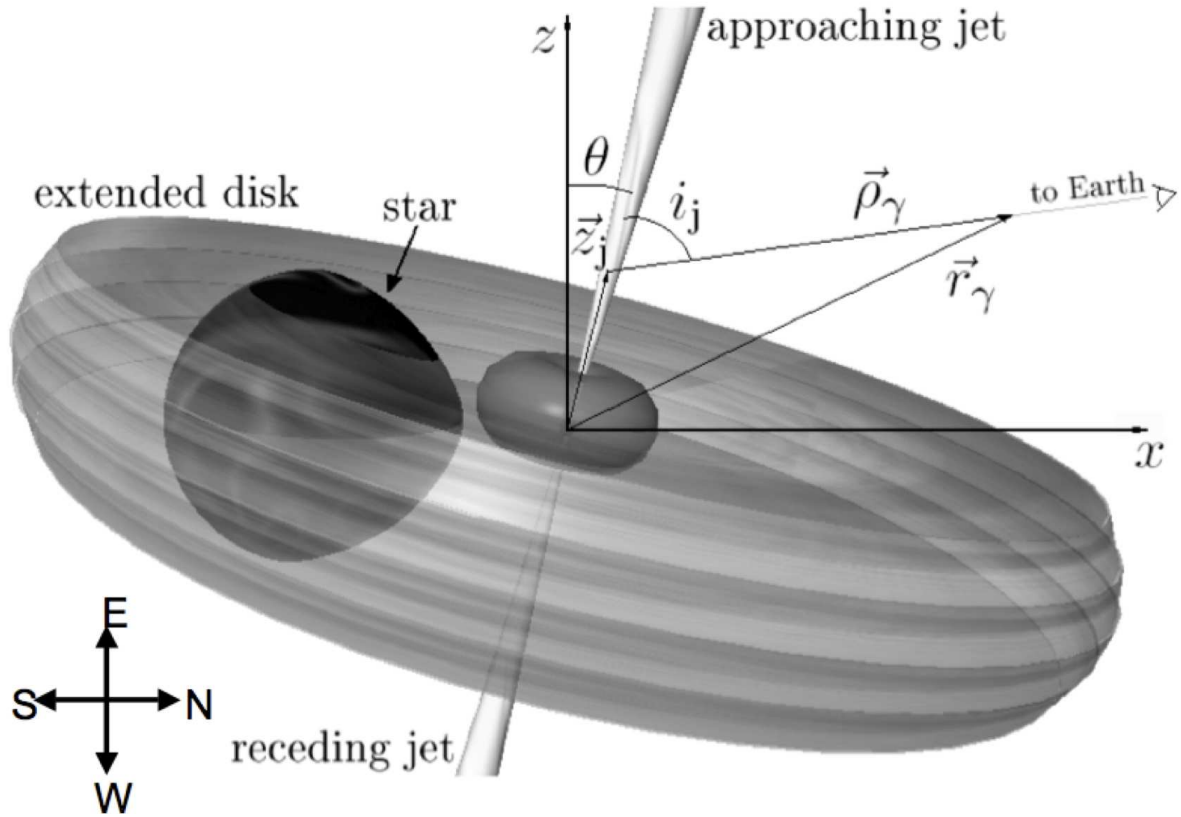 approaching jet
z
θ
extended disk
star
i_j
ρ⃗_γ
to Earth
z⃗_j
r⃗_γ
x
E
S
N
W
receding jet